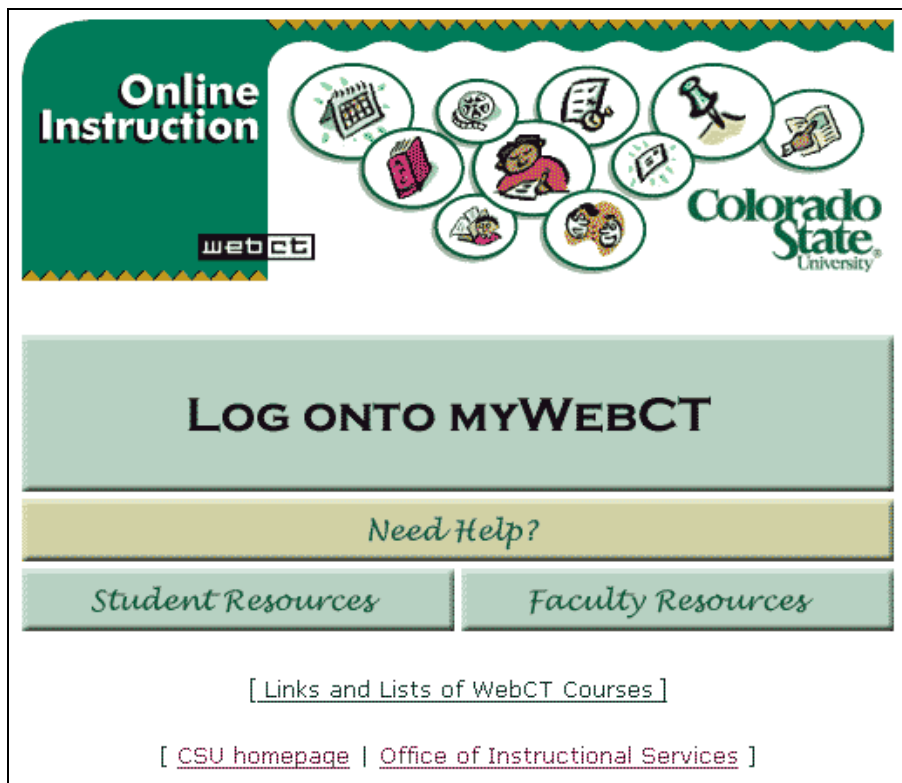 Online
Instruction
webct
Colorado
State®
University
LOG ONTO MYWEBCT
Need Help?
Student Resources
Faculty Resources
[ Links and Lists of WebCT Courses ]
[ CSU homepage | Office of Instructional Services ]